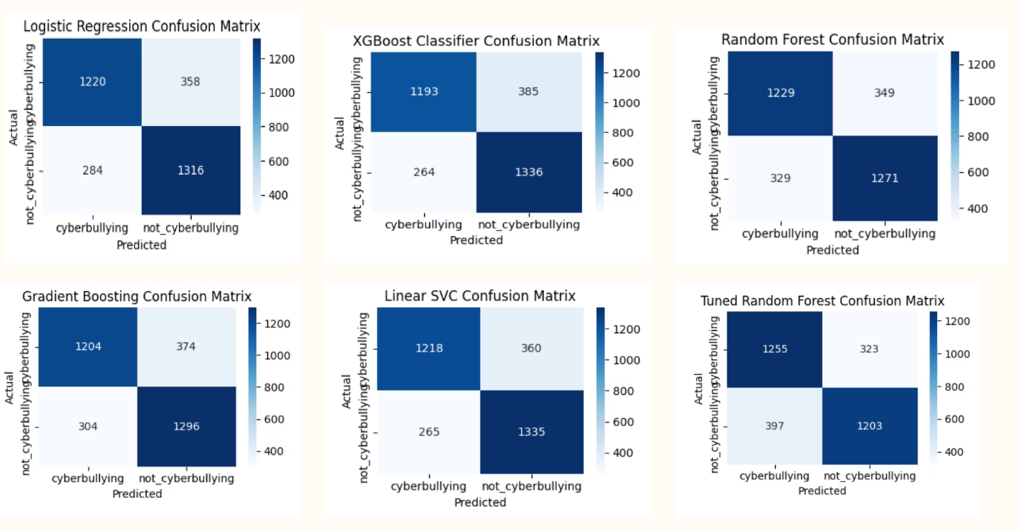 Logistic Regression Confusion Matrix
Actual
cyberbullying
not_cyberbullying
1220 358
284 1316
cyberbullying not_cyberbullying
Predicted
1200
1000
800
600
400
XGBoost Classifier Confusion Matrix
Actual
cyberbullying
not_cyberbullying
1193 385
264 1336
cyberbullying not_cyberbullying
Predicted
1200
1000
800
600
400
Random Forest Confusion Matrix
Actual
cyberbullying
not_cyberbullying
1229 349
329 1271
cyberbullying not_cyberbullying
Predicted
1200
1000
800
600
400
Gradient Boosting Confusion Matrix
Actual
cyberbullying
not_cyberbullying
1204 374
304 1296
cyberbullying not_cyberbullying
Predicted
1200
1000
800
600
400
Linear SVC Confusion Matrix
Actual
cyberbullying
not_cyberbullying
1218 360
265 1335
cyberbullying not_cyberbullying
Predicted
1200
1000
800
600
400
Tuned Random Forest Confusion Matrix
Actual
cyberbullying
not_cyberbullying
1255 323
397 1203
cyberbullying not_cyberbullying
Predicted
1200
1000
800
600
400